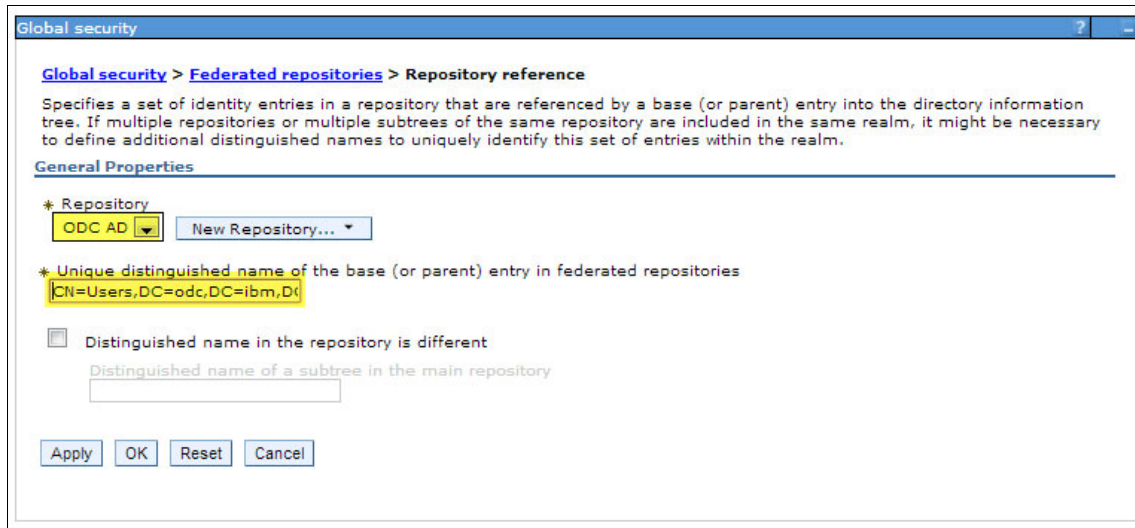 Global security ? –
Global security > Federated repositories > Repository reference
Specifies a set of identity entries in a repository that are referenced by a base (or parent) entry into the directory information
tree. If multiple repositories or multiple subtrees of the same repository are included in the same realm, it might be necessary
to define additional distinguished names to uniquely identify this set of entries within the realm.
General Properties
* Repository
ODC AD New Repository...
* Unique distinguished name of the base (or parent) entry in federated repositories
CN=Users,DC=odc,DC=ibm,D(
Distinguished name in the repository is different
Distinguished name of a subtree in the main repository
Apply OK Reset Cancel